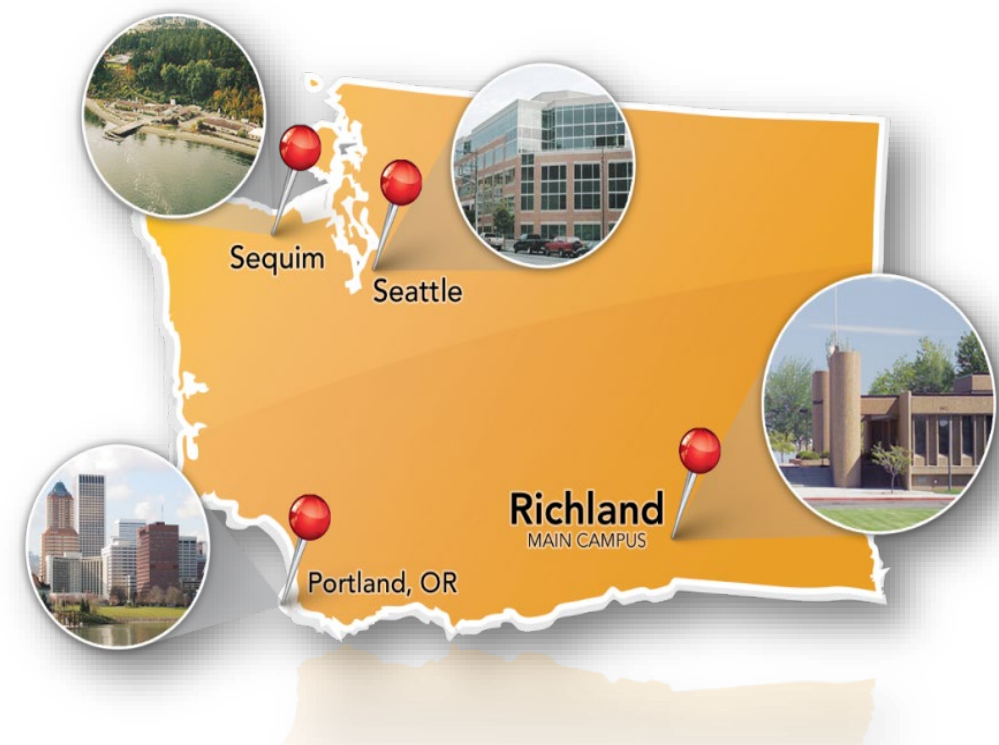 Sequim
Seattle
Richland
MAIN CAMPUS
Portland, OR